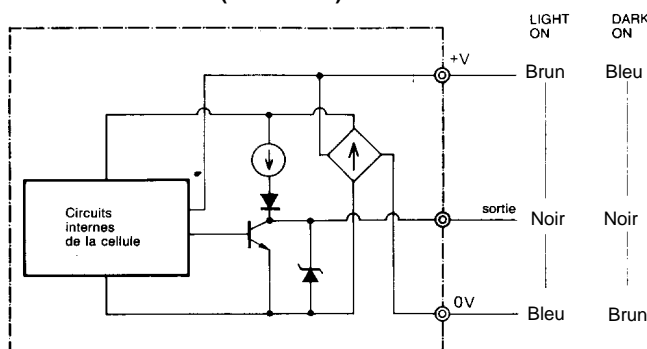 LIGHT ON
DARK ON
+V
Brun
Bleu
Circuits
internes
de la cellule
sortie
Noir
Noir
0V
Bleu
Brun